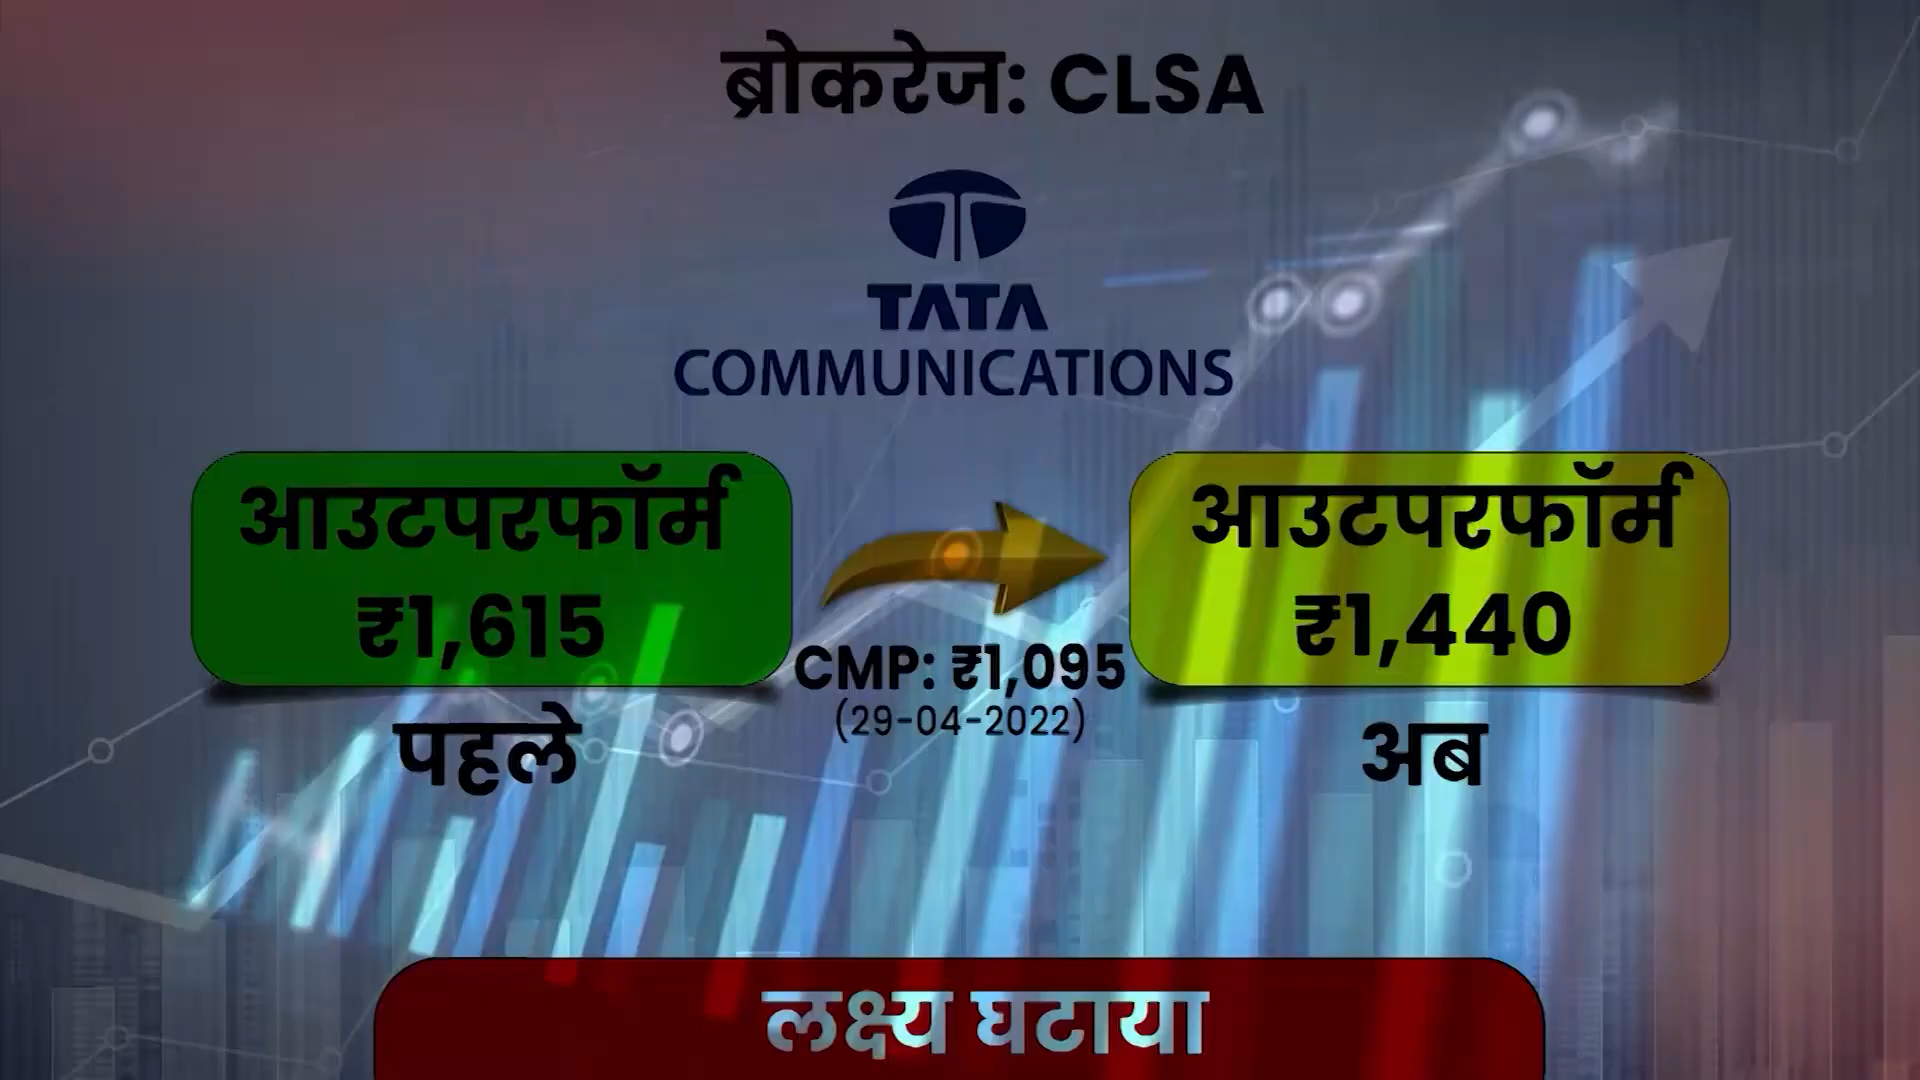 ब्रोकरेज: CLSA
TATA
COMMUNICATIONS
आउटपरफॉर्म
₹1,615
पहले
CMP: ₹1,095
(29-04-2022)
आउटपरफॉर्म
₹1,440
अब
लक्ष्य घटाया